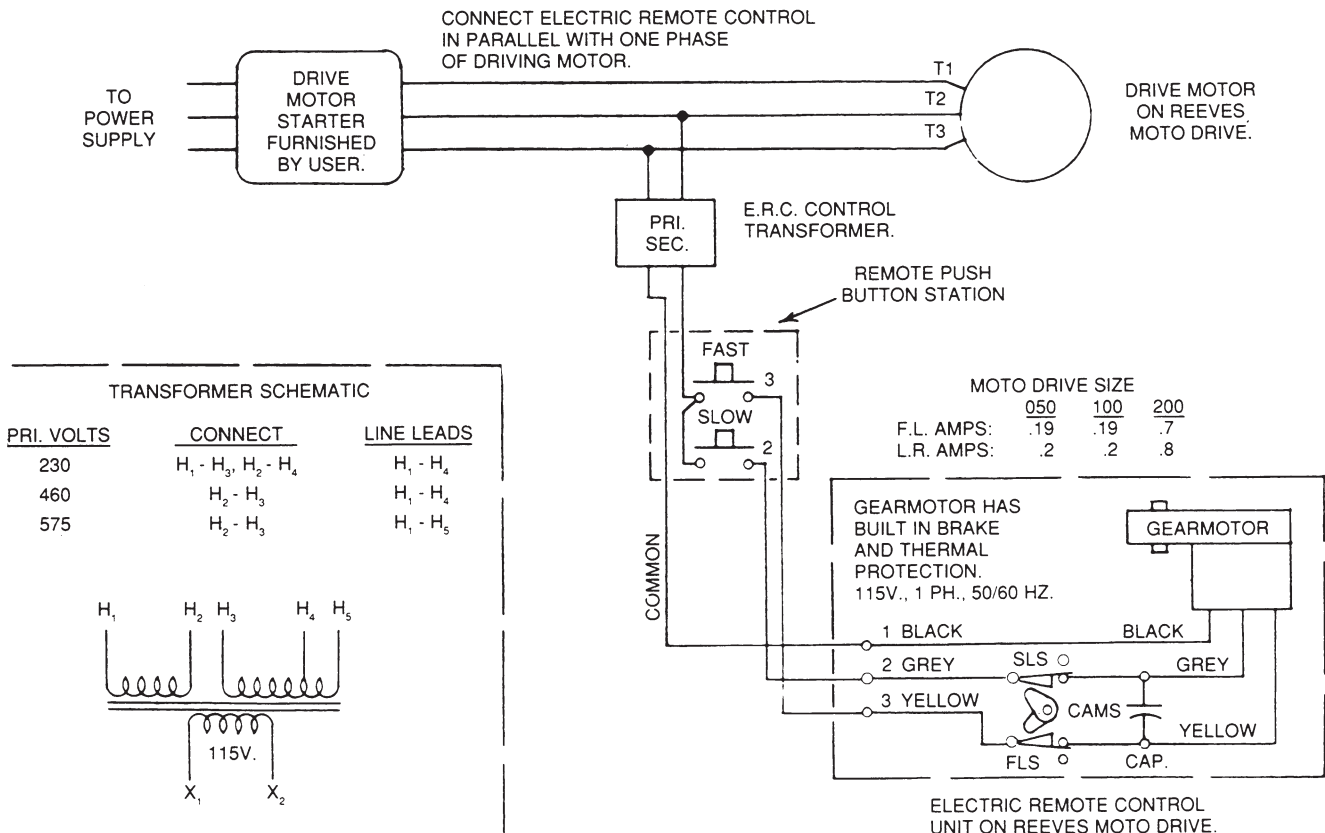 CONNECT ELECTRIC REMOTE CONTROL
IN PARALLEL WITH ONE PHASE
OF DRIVING MOTOR.
TO
POWER
SUPPLY
DRIVE
MOTOR
STARTER
FURNISHED
BY USER.
T1
T2
T3
DRIVE MOTOR
ON REEVES
MOTO DRIVE.
PRI.
SEC.
E.R.C. CONTROL
TRANSFORMER.
REMOTE PUSH
BUTTON STATION
FAST
3
SLOW
2
COMMON
TRANSFORMER SCHEMATIC
PRI. VOLTS CONNECT LINE LEADS
230 H₁ - H₃, H₂ - H₄ H₁ - H₄
460 H₂ - H₃ H₁ - H₄
575 H₂ - H₃ H₁ - H₅
H₁ H₂ H₃ H₄ H₅
115V.
X₁ X₂
MOTO DRIVE SIZE
050 100 200
F.L. AMPS: .19 .19 .7
L.R. AMPS: .2 .2 .8
GEARMOTOR HAS
BUILT IN BRAKE
AND THERMAL
PROTECTION.
115V., 1 PH., 50/60 HZ.
GEARMOTOR
1 BLACK BLACK
2 GREY SLS GREY
3 YELLOW CAMS YELLOW
FLS CAP.
ELECTRIC REMOTE CONTROL
UNIT ON REEVES MOTO DRIVE.